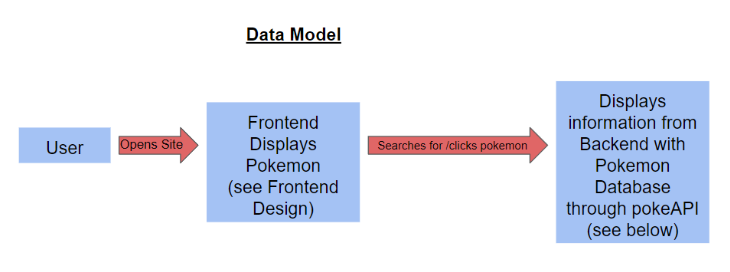 Data Model
User
Opens Site
Frontend
Displays
Pokemon
(see Frontend
Design)
Searches for /clicks pokemon
Displays
information from
Backend with
Pokemon
Database
through pokeAPI
(see below)